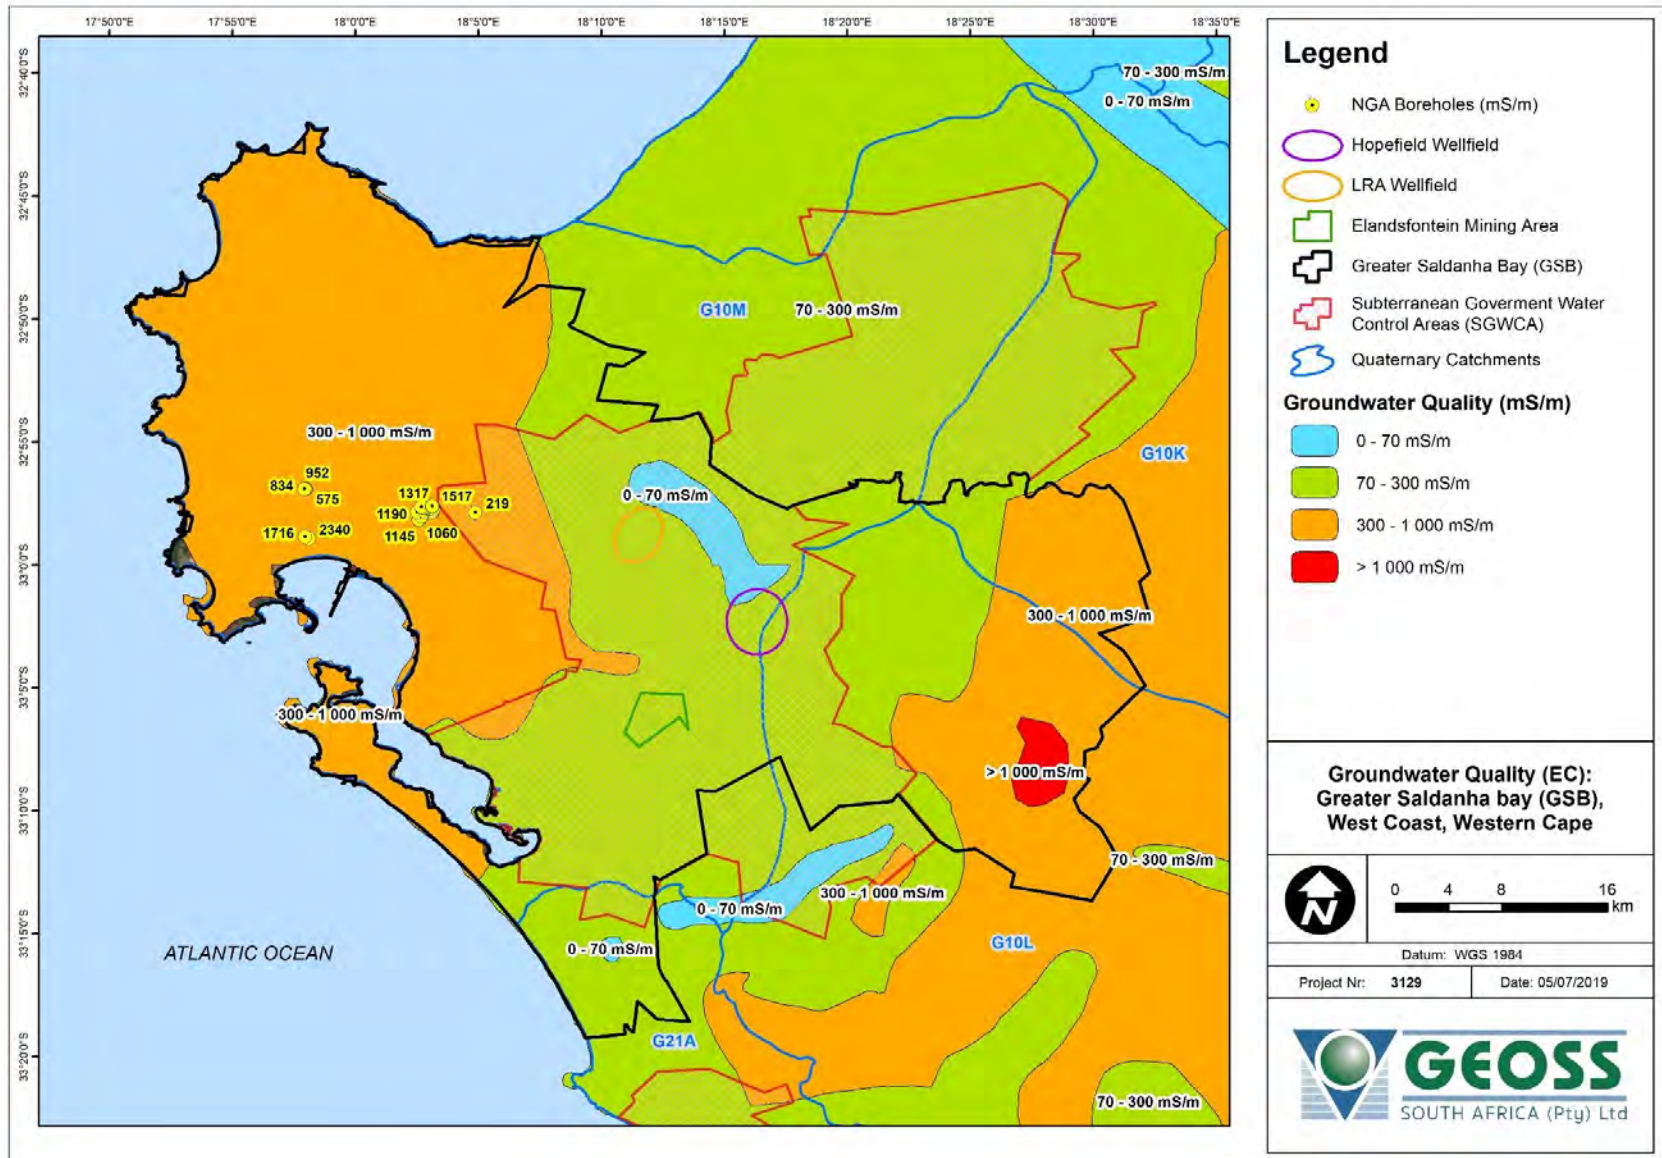 17°50'0"E 17°55'0"E 18°0'0"E 18°5'0"E 18°10'0"E 18°15'0"E 18°20'0"E 18°25'0"E 18°30'0"E 18°35'0"E
32°40'0"S
32°45'0"S
32°50'0"S
32°55'0"S
33°0'0"S
33°5'0"S
33°10'0"S
33°15'0"S
33°20'0"S
70 - 300 mS/m
0 - 70 mS/m
G10M
70 - 300 mS/m
300 - 1 000 mS/m
G10K
952
834
575
1317 1517 219
0 - 70 mS/m
1190
1716 2340
1145 1060
300 - 1 000 mS/m
300 - 1 000 mS/m
> 1 000 mS/m
70 - 300 mS/m
300 - 1 000 mS/m
0 - 70 mS/m
G10L
0 - 70 mS/m
ATLANTIC OCEAN
G21A
70 - 300 mS/m
Legend
NGA Boreholes (mS/m)
Hopefield Wellfield
LRA Wellfield
Elandsfontein Mining Area
Greater Saldanha Bay (GSB)
Subterranean Goverment Water
Control Areas (SGWCA)
Quaternary Catchments
Groundwater Quality (mS/m)
0 - 70 mS/m
70 - 300 mS/m
300 - 1 000 mS/m
> 1 000 mS/m
Groundwater Quality (EC):
Greater Saldanha bay (GSB),
West Coast, Western Cape
N
0 4 8 16
km
Datum: WGS 1984
Project Nr: 3129 Date: 05/07/2019
GEOSS
SOUTH AFRICA (Pty) Ltd